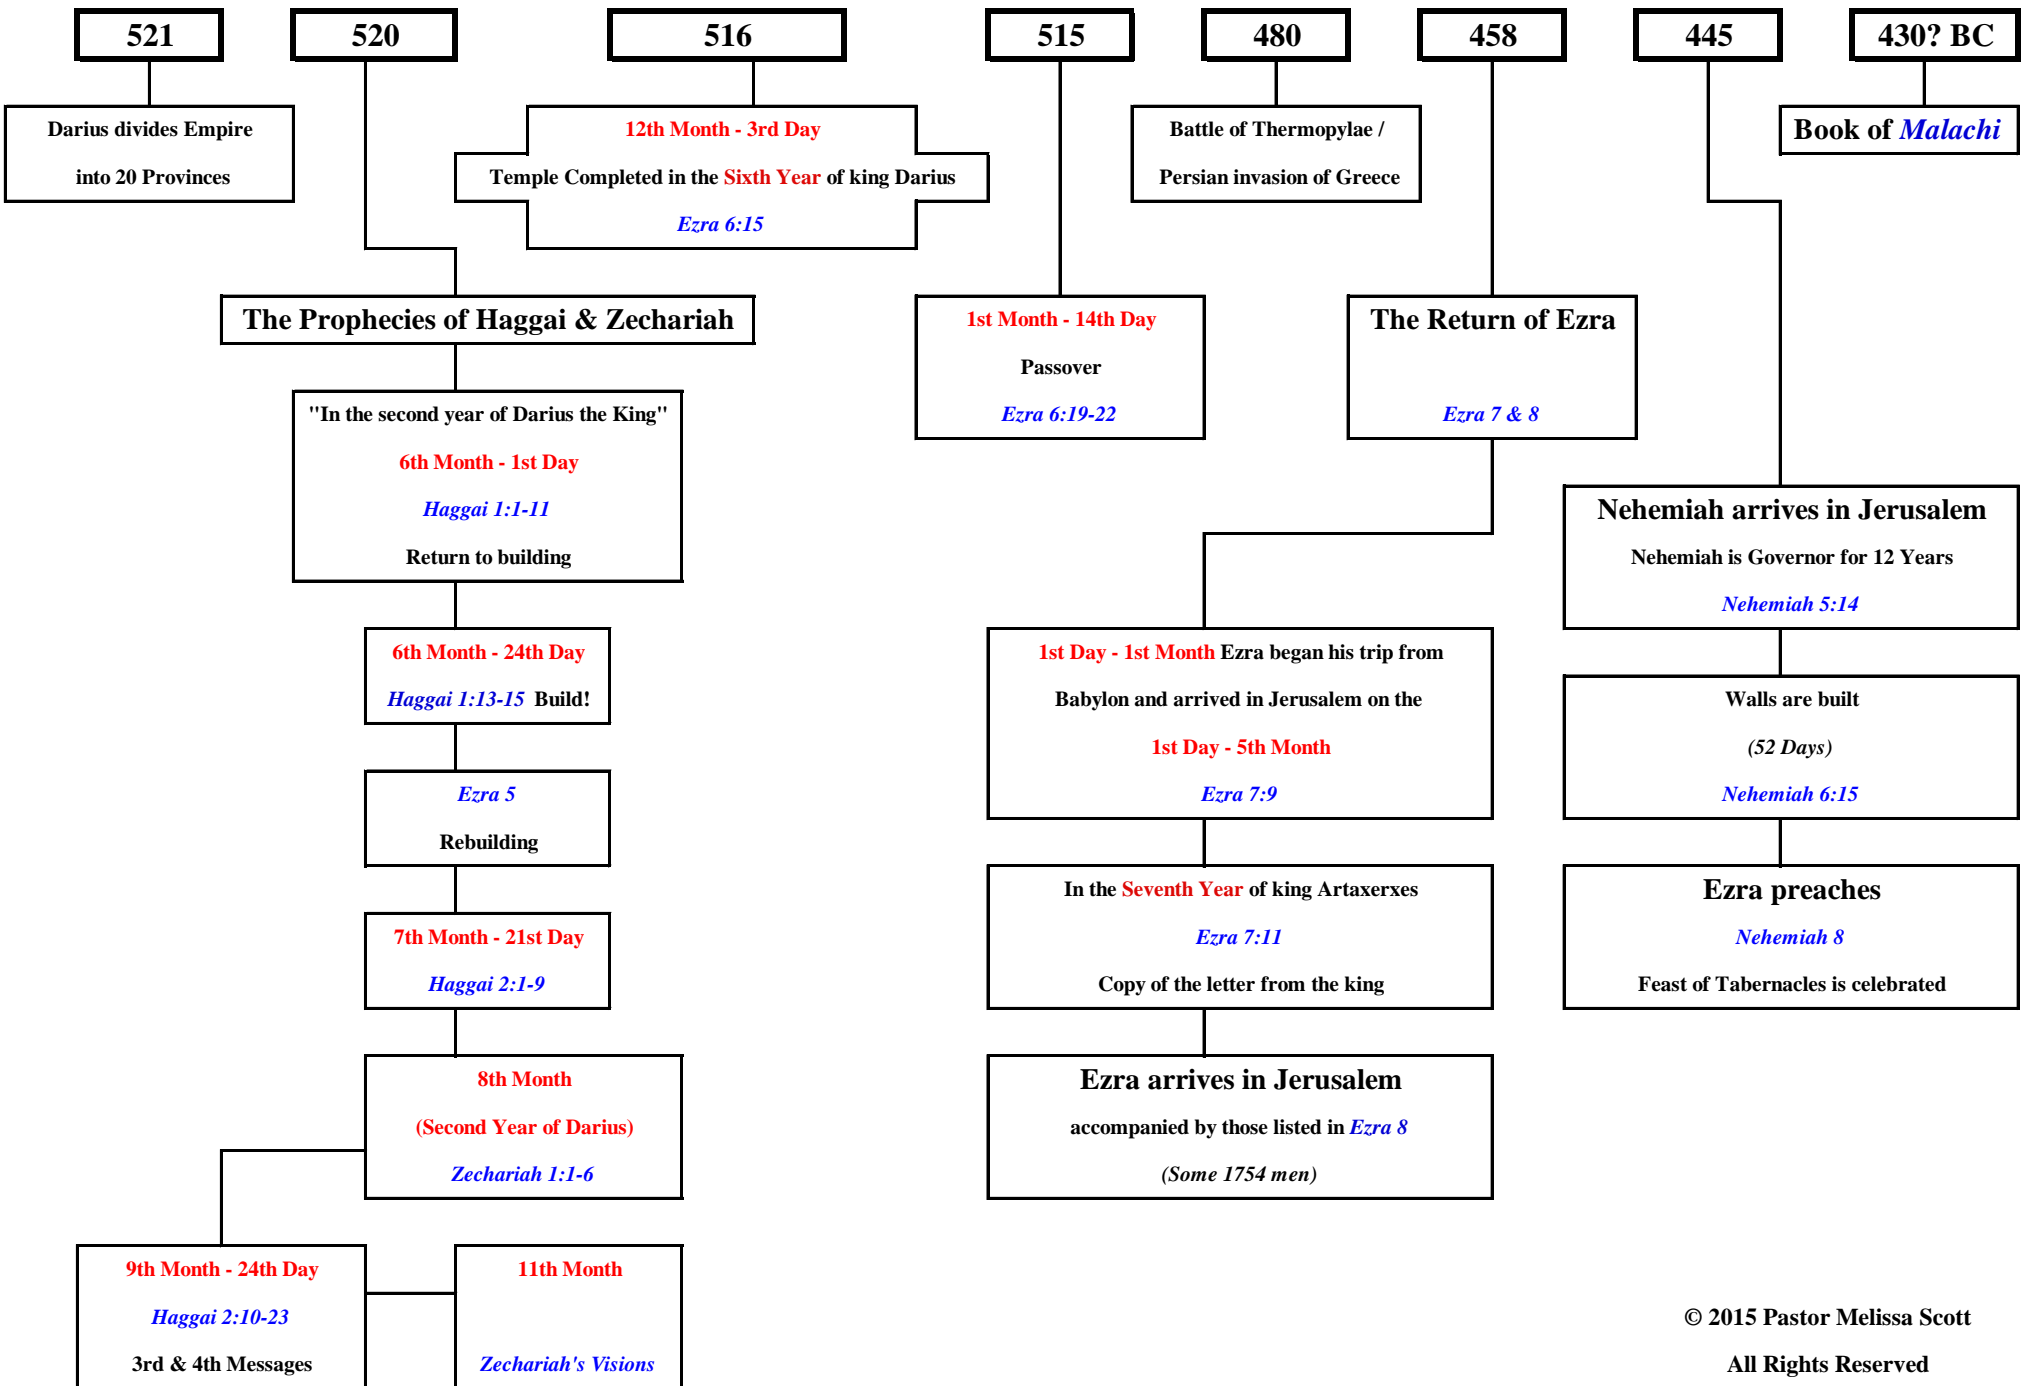 521
520
516
515
480
458
445
430? BC
Darius divides Empire
into 20 Provinces
12th Month - 3rd Day
Temple Completed in the Sixth Year of king Darius
Ezra 6:15
Battle of Thermopylae /
Persian invasion of Greece
Book of Malachi
The Prophecies of Haggai & Zechariah
"In the second year of Darius the King"
6th Month - 1st Day
Haggai 1:1-11
Return to building
6th Month - 24th Day
Haggai 1:13-15 Build!
Ezra 5
Rebuilding
7th Month - 21st Day
Haggai 2:1-9
8th Month
(Second Year of Darius)
Zechariah 1:1-6
9th Month - 24th Day
Haggai 2:10-23
3rd & 4th Messages
11th Month
Zechariah's Visions
1st Month - 14th Day
Passover
Ezra 6:19-22
The Return of Ezra
Ezra 7 & 8
1st Day - 1st Month Ezra began his trip from
Babylon and arrived in Jerusalem on the
1st Day - 5th Month
Ezra 7:9
In the Seventh Year of king Artaxerxes
Ezra 7:11
Copy of the letter from the king
Ezra arrives in Jerusalem
accompanied by those listed in Ezra 8
(Some 1754 men)
Nehemiah arrives in Jerusalem
Nehemiah is Governor for 12 Years
Nehemiah 5:14
Walls are built
(52 Days)
Nehemiah 6:15
Ezra preaches
Nehemiah 8
Feast of Tabernacles is celebrated
© 2015 Pastor Melissa Scott
All Rights Reserved